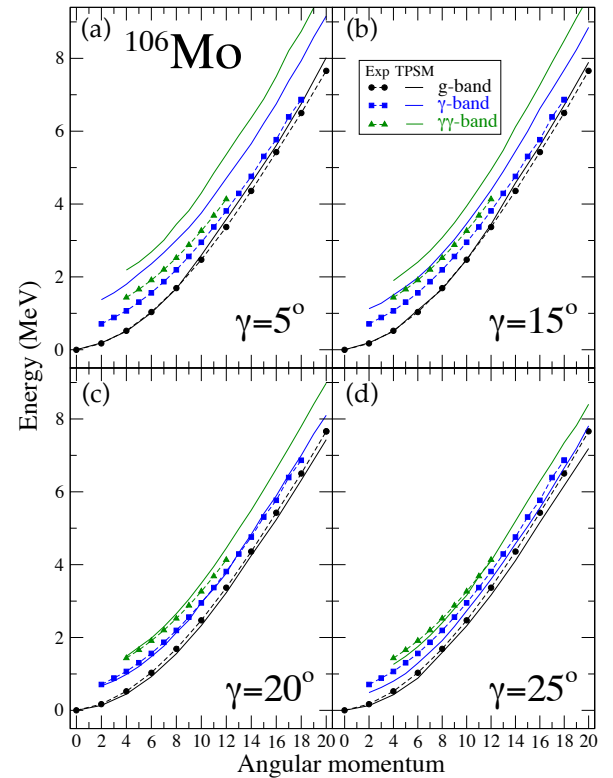 (a) ¹⁰⁶Mo
(b)
Exp TPSM
g-band
γ-band
γγ-band
8
6
4
2
0
γ=5°
γ=15°
Energy (MeV)
(c)
(d)
8
6
4
2
0
γ=20°
γ=25°
0 2 4 6 8 10 12 14 16 18 20
0 2 4 6 8 10 12 14 16 18 20
Angular momentum